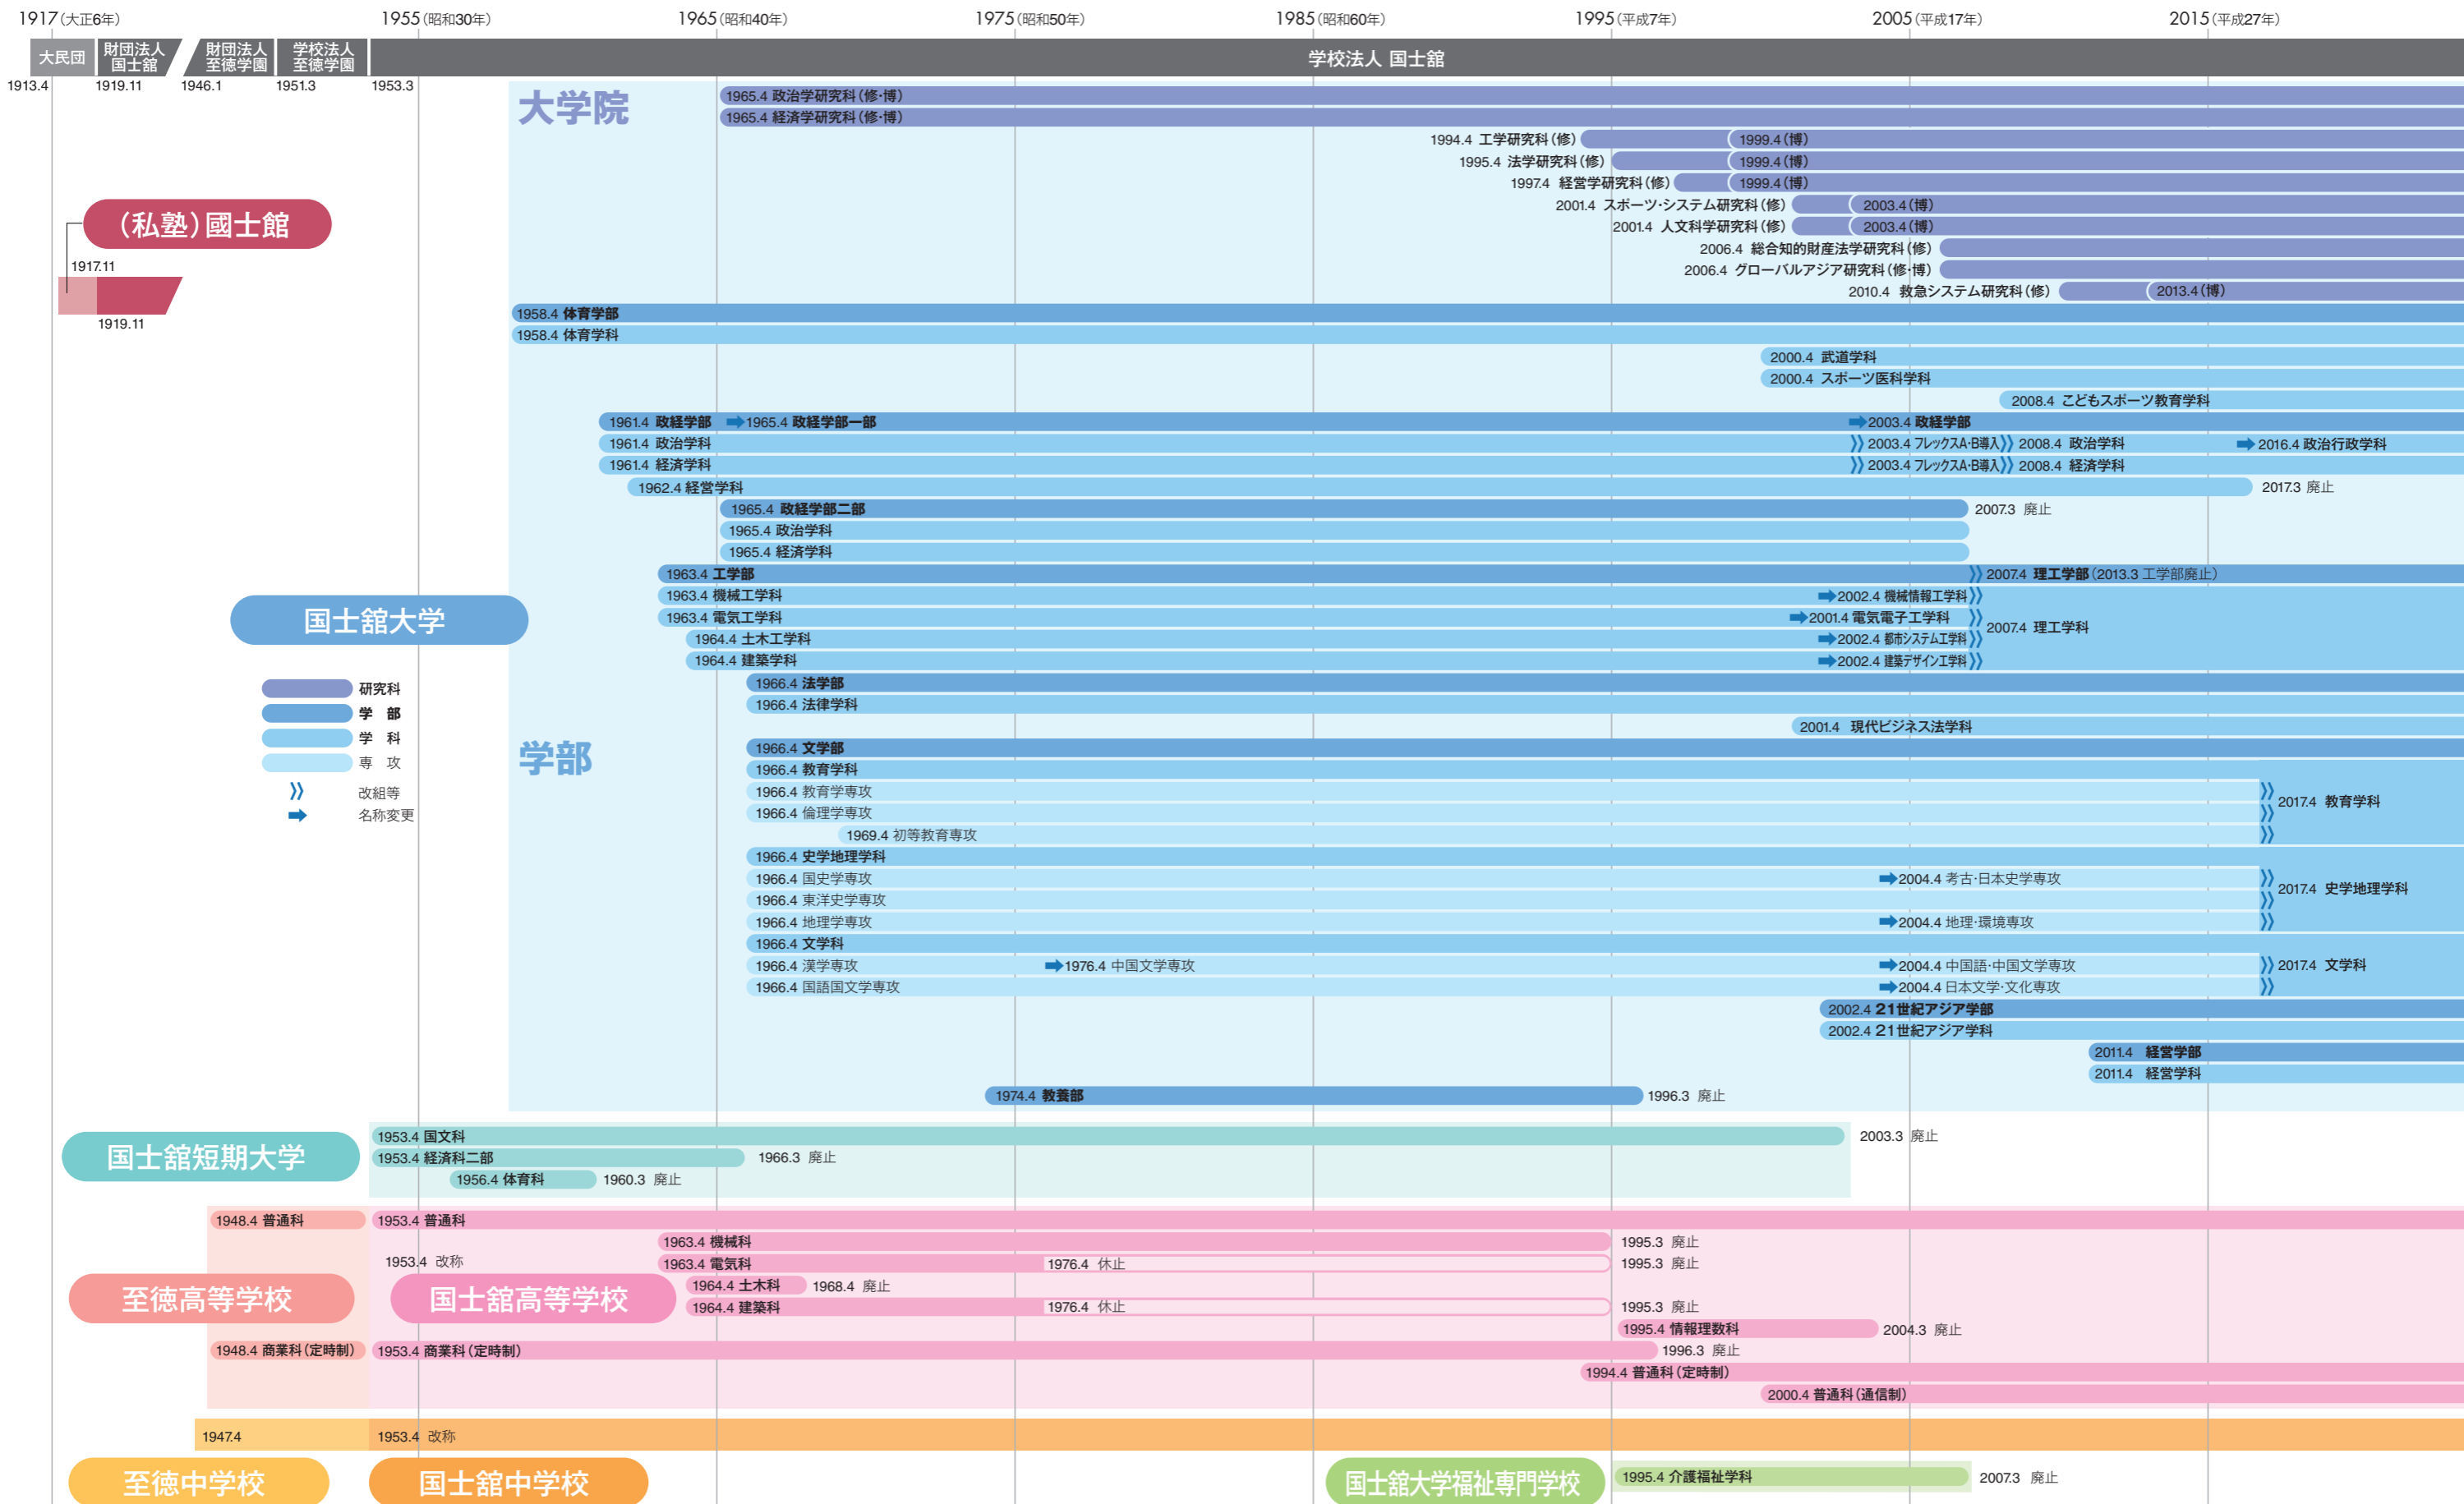 1917(大正6年) 1955(昭和30年) 1965(昭和40年) 1975(昭和50年) 1985(昭和60年) 1995(平成7年) 2005(平成17年) 2015(平成27年)
大民団 財団法人 国士舘 財団法人 至徳学園 学校法人 至徳学園 学校法人 国士舘
1913.4 1919.11 1946.1 1951.3 1953.3
大学院
1965.4 政治学研究科(修・博)
1965.4 経済学研究科(修・博)
1994.4 工学研究科(修) 1999.4(博)
1995.4 法学研究科(修) 1999.4(博)
1997.4 経営学研究科(修) 1999.4(博)
2001.4 スポーツ・システム研究科(修) 2003.4(博)
2001.4 人文科学研究科(修) 2003.4(博)
2006.4 総合知的財産法学研究科(修)
2006.4 グローバルアジア研究科(修・博)
2010.4 救急システム研究科(修) 2013.4(博)
(私塾)國士館
1917.11
1919.11
国士舘大学
研究科
学 部
学 科
専 攻
改組等
名称変更
学部
1958.4 体育学部
1958.4 体育学科
2000.4 武道学科
2000.4 スポーツ医科学科
2008.4 こどもスポーツ教育学科
1961.4 政経学部 ➡1965.4 政経学部一部 ➡2003.4 政経学部
1961.4 政治学科 》2003.4 フレックスA・B導入 》2008.4 政治学科 ➡2016.4 政治行政学科
1961.4 経済学科 》2003.4 フレックスA・B導入 》2008.4 経済学科
1962.4 経営学科 2017.3 廃止
1965.4 政経学部二部 2007.3 廃止
1965.4 政治学科
1965.4 経済学科
1963.4 工学部 》2007.4 理工学部(2013.3 工学部廃止)
1963.4 機械工学科 ➡2002.4 機械情報工学科》
1963.4 電気工学科 ➡2001.4 電気電子工学科 》
2007.4 理工学科
1964.4 土木工学科 ➡2002.4 都市システム工学科》
1964.4 建築学科 ➡2002.4 建築デザイン工学科》
1966.4 法学部
1966.4 法律学科
2001.4 現代ビジネス法学科
1966.4 文学部
1966.4 教育学科
1966.4 教育学専攻 》
2017.4 教育学科
1966.4 倫理学専攻 》
1969.4 初等教育専攻 》
1966.4 史学地理学科
1966.4 国史学専攻 ➡2004.4 考古・日本史学専攻 》
2017.4 史学地理学科
1966.4 東洋史学専攻 》
1966.4 地理学専攻 ➡2004.4 地理・環境専攻 》
1966.4 文学科
1966.4 漢学専攻 ➡1976.4 中国文学専攻 ➡2004.4 中国語・中国文学専攻 》2017.4 文学科
1966.4 国語国文学専攻 ➡2004.4 日本文学・文化専攻 》
2002.4 21世紀アジア学部
2002.4 21世紀アジア学科
2011.4 経営学部
2011.4 経営学科
1974.4 教養部 1996.3 廃止
国士舘短期大学
1953.4 国文科 2003.3 廃止
1953.4 経済科二部 1966.3 廃止
1956.4 体育科 1960.3 廃止
1948.4 普通科 1953.4 普通科
1963.4 機械科 1995.3 廃止
1953.4 改称 1963.4 電気科 1976.4 休止 1995.3 廃止
至徳高等学校 国士舘高等学校
1964.4 土木科 1968.4 廃止
1964.4 建築科 1976.4 休止 1995.3 廃止
1995.4 情報理数科 2004.3 廃止
1948.4 商業科(定時制) 1953.4 商業科(定時制) 1996.3 廃止
1994.4 普通科(定時制)
2000.4 普通科(通信制)
1947.4 1953.4 改称
至徳中学校 国士舘中学校 国士舘大学福祉専門学校 1995.4 介護福祉学科 2007.3 廃止